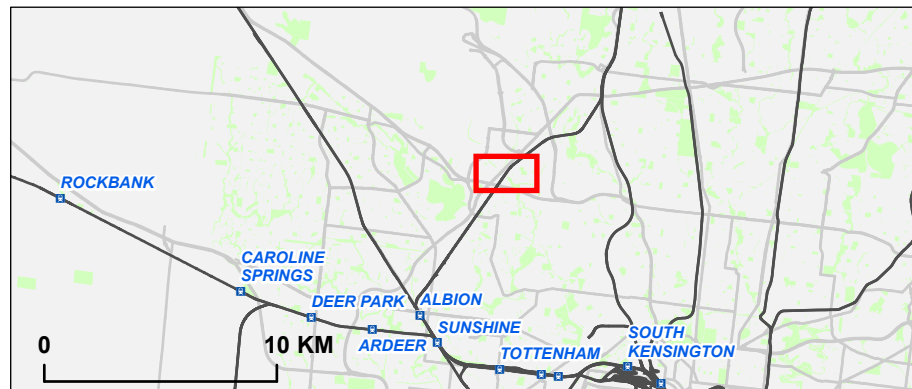 ROCKBANK
CAROLINE
SPRINGS
DEER PARK
ALBION
ARDEER
SUNSHINE
TOTTENHAM
SOUTH
KENSINGTON
0
10 KM